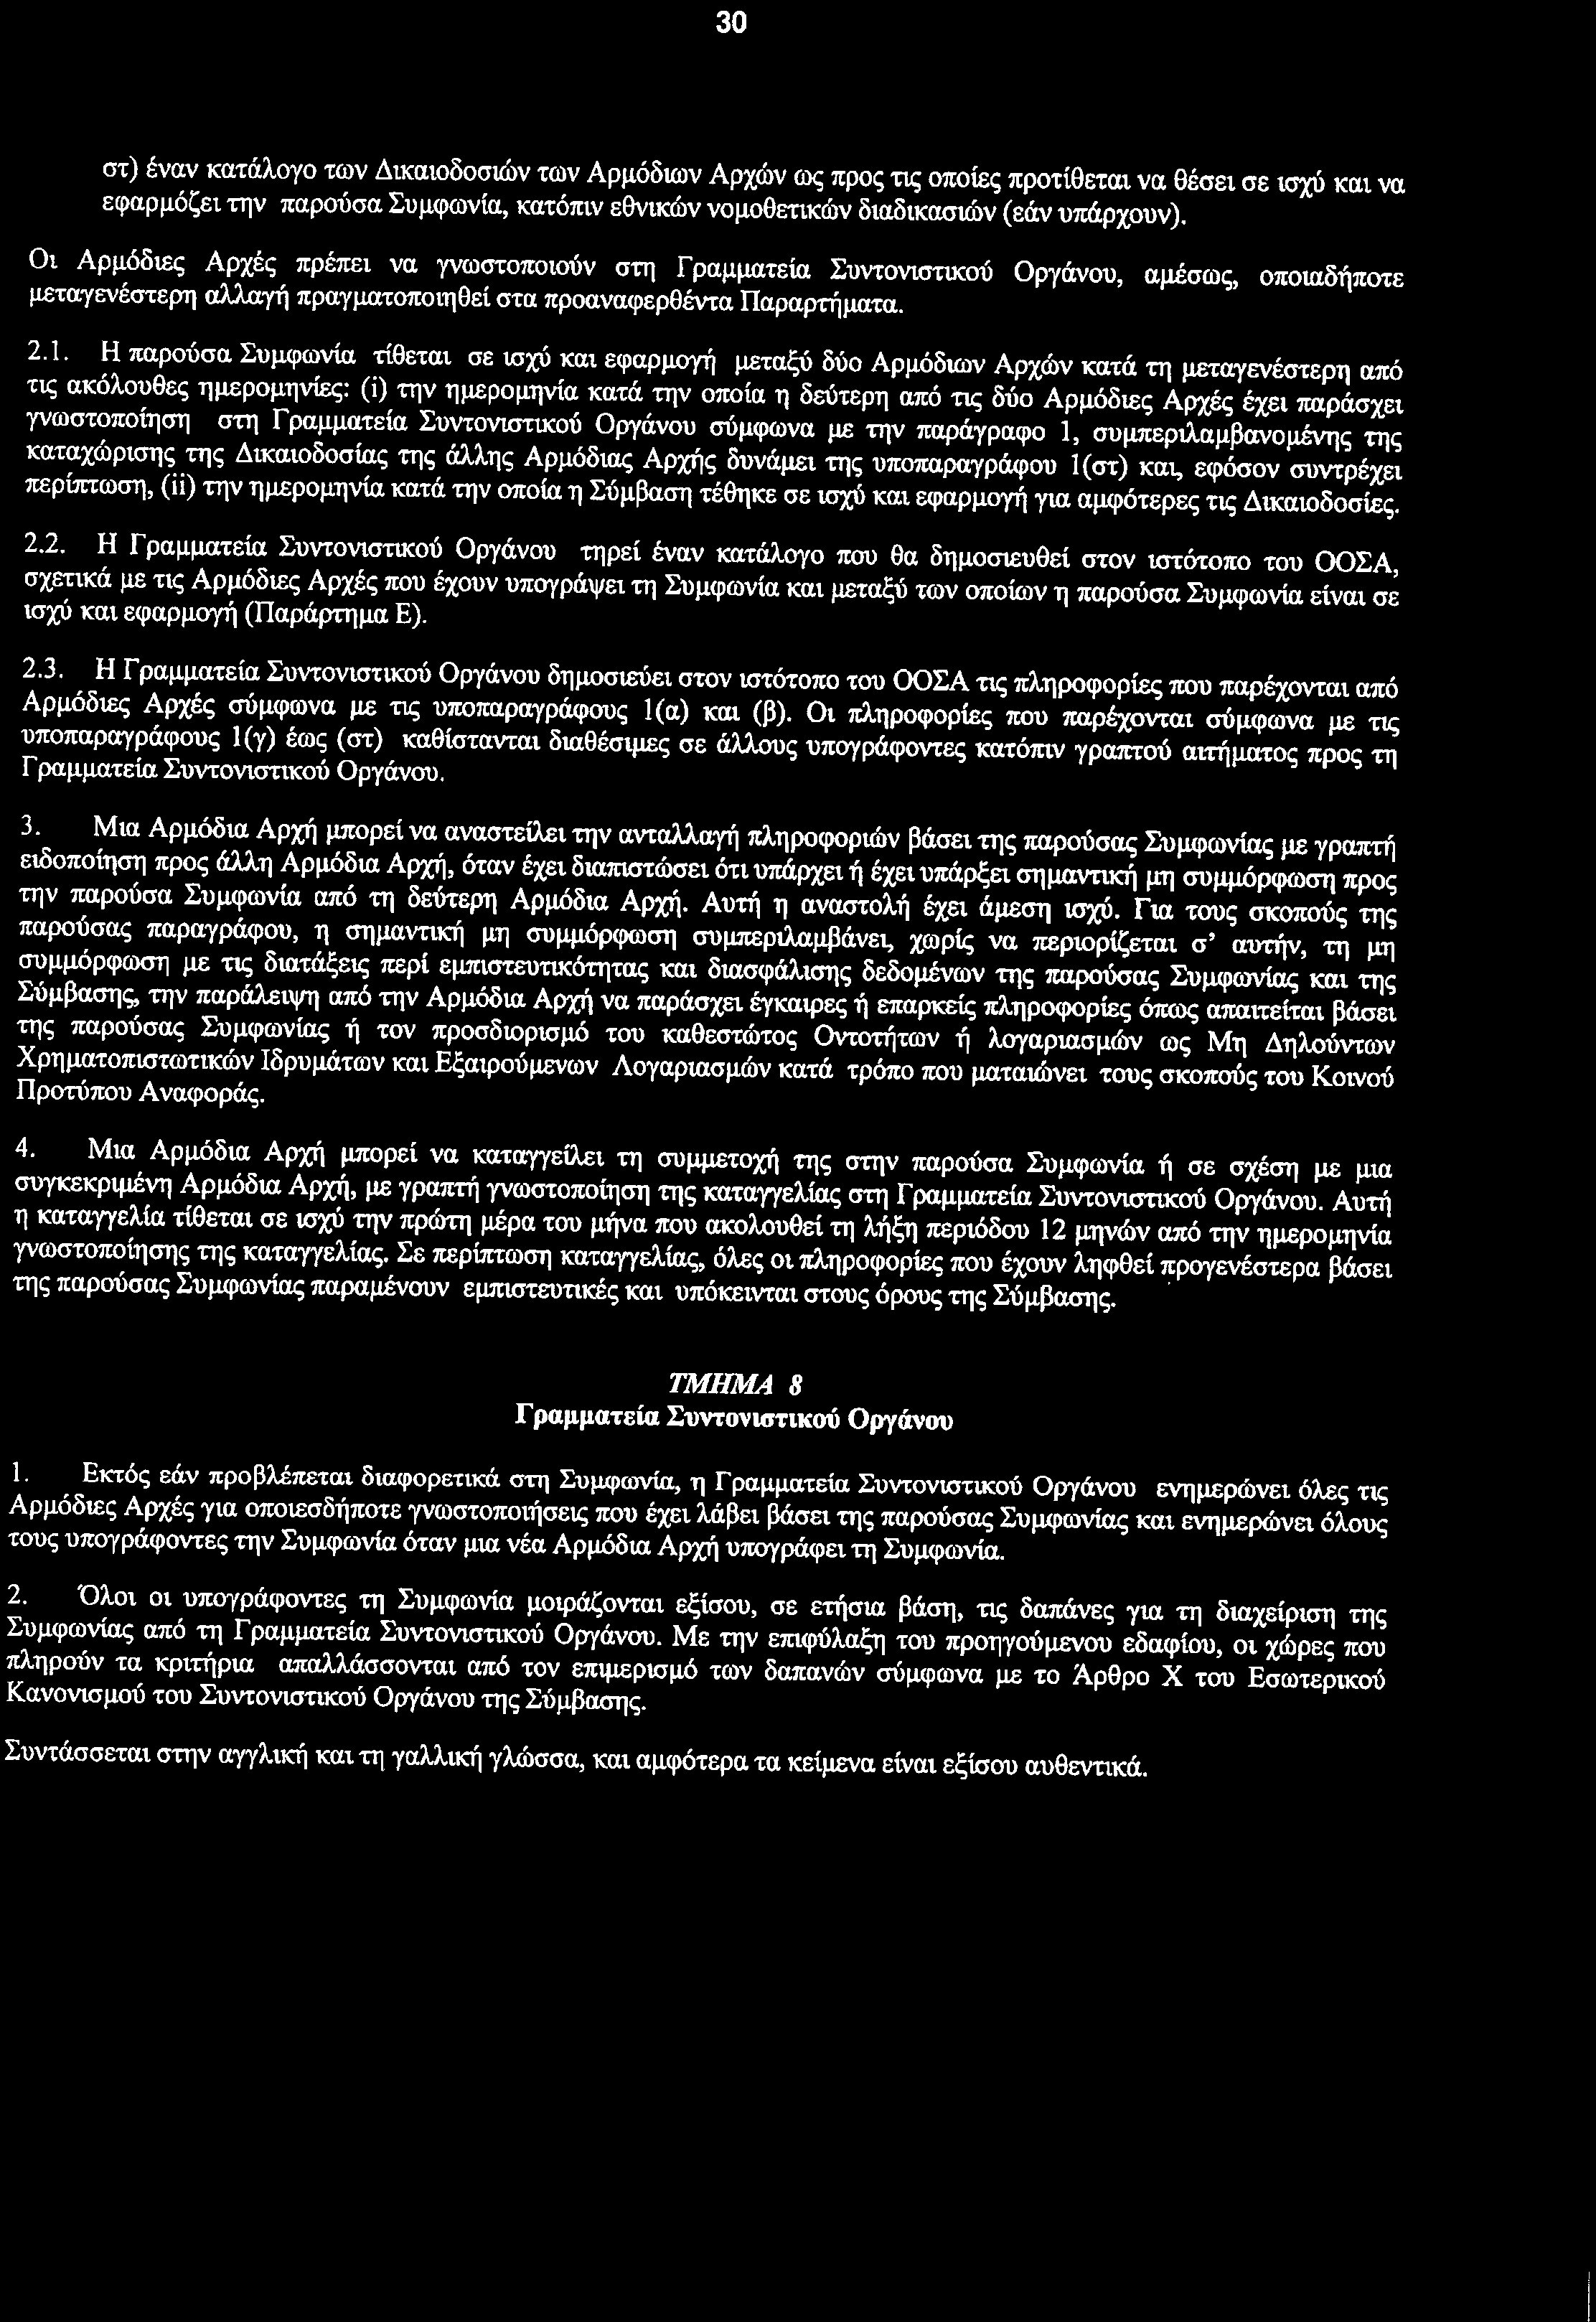 30
στ) έναν κατάλογο των Δικαιοδοσιών των Αρμόδιων Αρχών ως προς τις οποίες προτίθεται να θέσει σε ισχύ και να
εφαρμόζει την παρούσα Συμφωνία, κατόπιν εθνικών νομοθετικών διαδικασιών (εάν υπάρχουν).
Οι Αρμόδιες Αρχές πρέπει να γνωστοποιούν στη Γραμματεία Συντονιστικού Οργάνου, αμέσως, οποιαδήποτε
μεταγενέστερη αλλαγή πραγματοποιηθεί στα προαναφερθέντα Παραρτήματα.
2.1. Η παρούσα Συμφωνία τίθεται σε ισχύ και εφαρμογή μεταξύ δύο Αρμόδιων Αρχών κατά τη μεταγενέστερη από
τις ακόλουθες ημερομηνίες: (i) την ημερομηνία κατά την οποία η δεύτερη από τις δύο Αρμόδιες Αρχές έχει παράσχει
γνωστοποίηση στη Γραμματεία Συντονιστικού Οργάνου σύμφωνα με την παράγραφο 1, συμπεριλαμβανομένης της
καταχώρισης της Δικαιοδοσίας της άλλης Αρμόδιας Αρχής δυνάμει της υποπαραγράφου 1(στ) και, εφόσον συντρέχει
περίπτωση, (ii) την ημερομηνία κατά την οποία η Σύμβαση τέθηκε σε ισχύ και εφαρμογή για αμφότερες τις Δικαιοδοσίες.
2.2. Η Γραμματεία Συντονιστικού Οργάνου τηρεί έναν κατάλογο που θα δημοσιευθεί στον ιστότοπο του ΟΟΣΑ,
σχετικά με τις Αρμόδιες Αρχές που έχουν υπογράψει τη Συμφωνία και μεταξύ των οποίων η παρούσα Συμφωνία είναι σε
ισχύ και εφαρμογή (Παράρτημα Ε).
2.3. Η Γραμματεία Συντονιστικού Οργάνου δημοσιεύει στον ιστότοπο του ΟΟΣΑ τις πληροφορίες που παρέχονται από
Αρμόδιες Αρχές σύμφωνα με τις υποπαραγράφους 1(α) και (β). Οι πληροφορίες που παρέχονται σύμφωνα με τις
υποπαραγράφους 1(γ) έως (στ) καθίστανται διαθέσιμες σε άλλους υπογράφοντες κατόπιν γραπτού αιτήματος προς τη
Γραμματεία Συντονιστικού Οργάνου.
3. Μια Αρμόδια Αρχή μπορεί να αναστείλει την ανταλλαγή πληροφοριών βάσει της παρούσας Συμφωνίας με γραπτή
ειδοποίηση προς άλλη Αρμόδια Αρχή, όταν έχει διαπιστώσει ότι υπάρχει ή έχει υπάρξει σημαντική μη συμμόρφωση προς
την παρούσα Συμφωνία από τη δεύτερη Αρμόδια Αρχή. Αυτή η αναστολή έχει άμεση ισχύ. Για τους σκοπούς της
παρούσας παραγράφου, η σημαντική μη συμμόρφωση συμπεριλαμβάνει, χωρίς να περιορίζεται σ’ αυτήν, τη μη
συμμόρφωση με τις διατάξεις περί εμπιστευτικότητας και διασφάλισης δεδομένων της παρούσας Συμφωνίας και της
Σύμβασης, την παράλειψη από την Αρμόδια Αρχή να παράσχει έγκαιρες ή επαρκείς πληροφορίες όπως απαιτείται βάσει
της παρούσας Συμφωνίας ή τον προσδιορισμό του καθεστώτος Οντοτήτων ή λογαριασμών ως Μη Δηλούντων
Χρηματοπιστωτικών Ιδρυμάτων και Εξαιρούμενων Λογαριασμών κατά τρόπο που ματαιώνει τους σκοπούς του Κοινού
Προτύπου Αναφοράς.
4. Μια Αρμόδια Αρχή μπορεί να καταγγείλει τη συμμετοχή της στην παρούσα Συμφωνία ή σε σχέση με μια
συγκεκριμένη Αρμόδια Αρχή, με γραπτή γνωστοποίηση της καταγγελίας στη Γραμματεία Συντονιστικού Οργάνου. Αυτή
η καταγγελία τίθεται σε ισχύ την πρώτη μέρα του μήνα που ακολουθεί τη λήξη περιόδου 12 μηνών από την ημερομηνία
γνωστοποίησης της καταγγελίας. Σε περίπτωση καταγγελίας, όλες οι πληροφορίες που έχουν ληφθεί προγενέστερα βάσει
της παρούσας Συμφωνίας παραμένουν εμπιστευτικές και υπόκεινται στους όρους της Σύμβασης.
ΤΜΗΜΑ 8
Γραμματεία Συντονιστικού Οργάνου
1. Εκτός εάν προβλέπεται διαφορετικά στη Συμφωνία, η Γραμματεία Συντονιστικού Οργάνου ενημερώνει όλες τις
Αρμόδιες Αρχές για οποιεσδήποτε γνωστοποιήσεις που έχει λάβει βάσει της παρούσας Συμφωνίας και ενημερώνει όλους
τους υπογράφοντες την Συμφωνία όταν μια νέα Αρμόδια Αρχή υπογράφει τη Συμφωνία.
2. Όλοι οι υπογράφοντες τη Συμφωνία μοιράζονται εξίσου, σε ετήσια βάση, τις δαπάνες για τη διαχείριση της
Συμφωνίας από τη Γραμματεία Συντονιστικού Οργάνου. Με την επιφύλαξη του προηγούμενου εδαφίου, οι χώρες που
πληρούν τα κριτήρια απαλλάσσονται από τον επιμερισμό των δαπανών σύμφωνα με το Άρθρο Χ του Εσωτερικού
Κανονισμού του Συντονιστικού Οργάνου της Σύμβασης.
Συντάσσεται στην αγγλική και τη γαλλική γλώσσα, και αμφότερα τα κείμενα είναι εξίσου αυθεντικά.